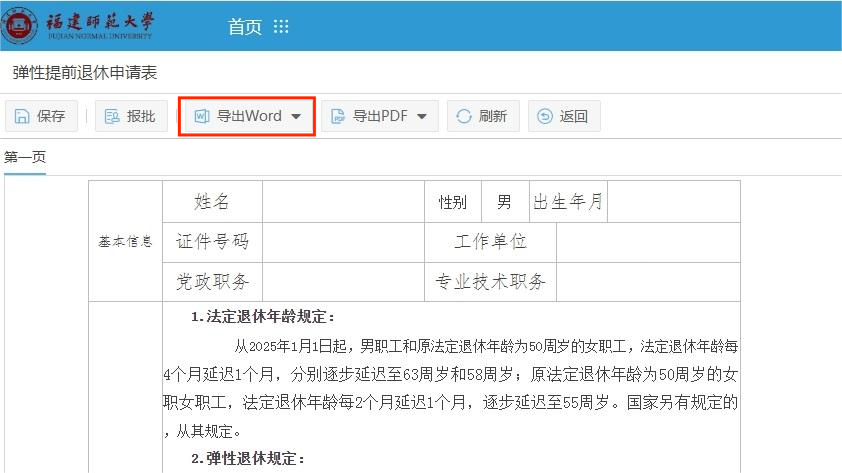 福建師範大學
FUJIAN NORMAL UNIVERSITY
首页
弹性提前退休申请表
保存 报批 导出Word 导出PDF 刷新 返回
第一页
姓名 性别 男 出生年月
基本信息 证件号码 工作单位
党政职务 专业技术职务
1.法定退休年龄规定：
从2025年1月1日起，男职工和原法定退休年龄为50周岁的女职工，法定退休年龄每
4个月延迟1个月，分别逐步延迟至63周岁和58周岁；原法定退休年龄为50周岁的女
职女职工，法定退休年龄每2个月延迟1个月，逐步延迟至55周岁。国家另有规定的
，从其规定。
2.弹性退休规定：